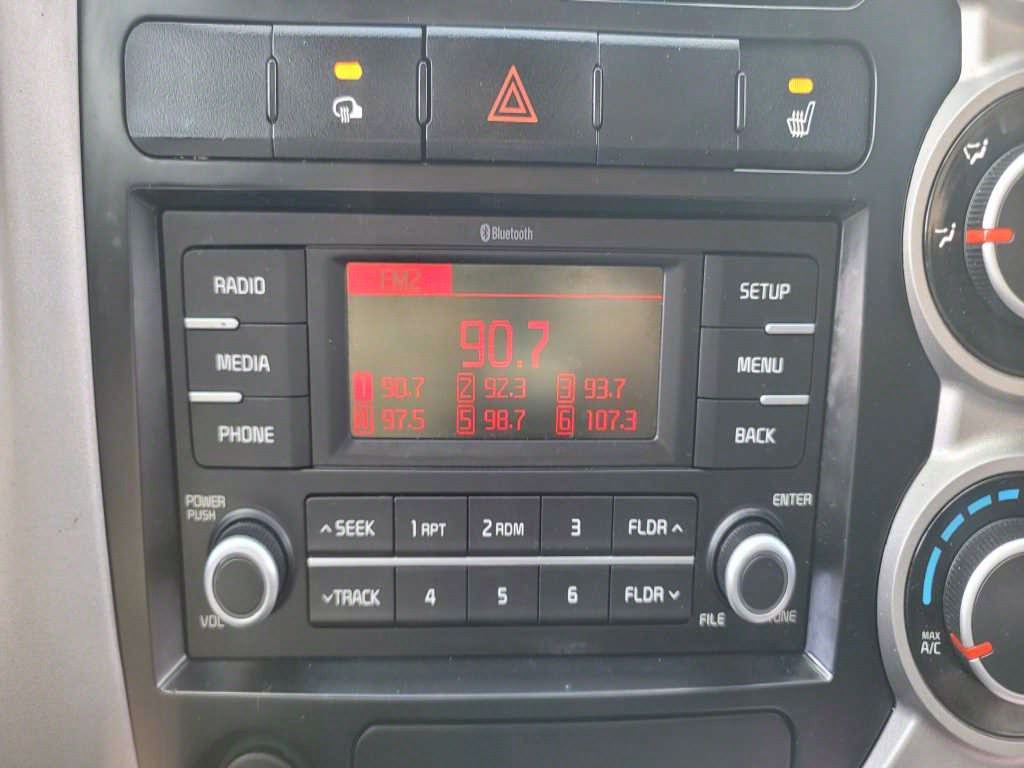 Bluetooth
RADIO
FM2
SETUP
90.7
MEDIA
MENU
1 90.7 2 92.3 3 93.7
4 97.5 5 98.7 6 107.3
PHONE
BACK
POWER
PUSH
ENTER
^ SEEK 1 RPT 2 RDM 3 FLDR ^
˅TRACK 4 5 6 FLDR ˅
VOL
FILE
TUNE
MAX
A/C